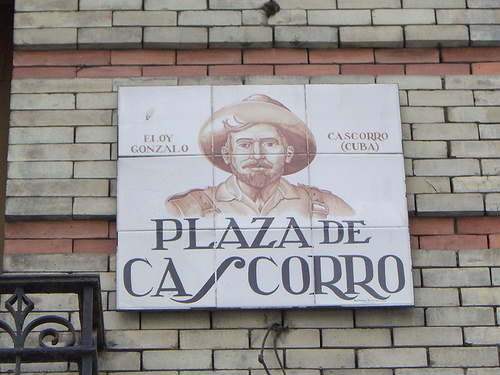 ELOY
GONZALO
CASCORRO
(CUBA)
PLAZA DE
CASCORRO